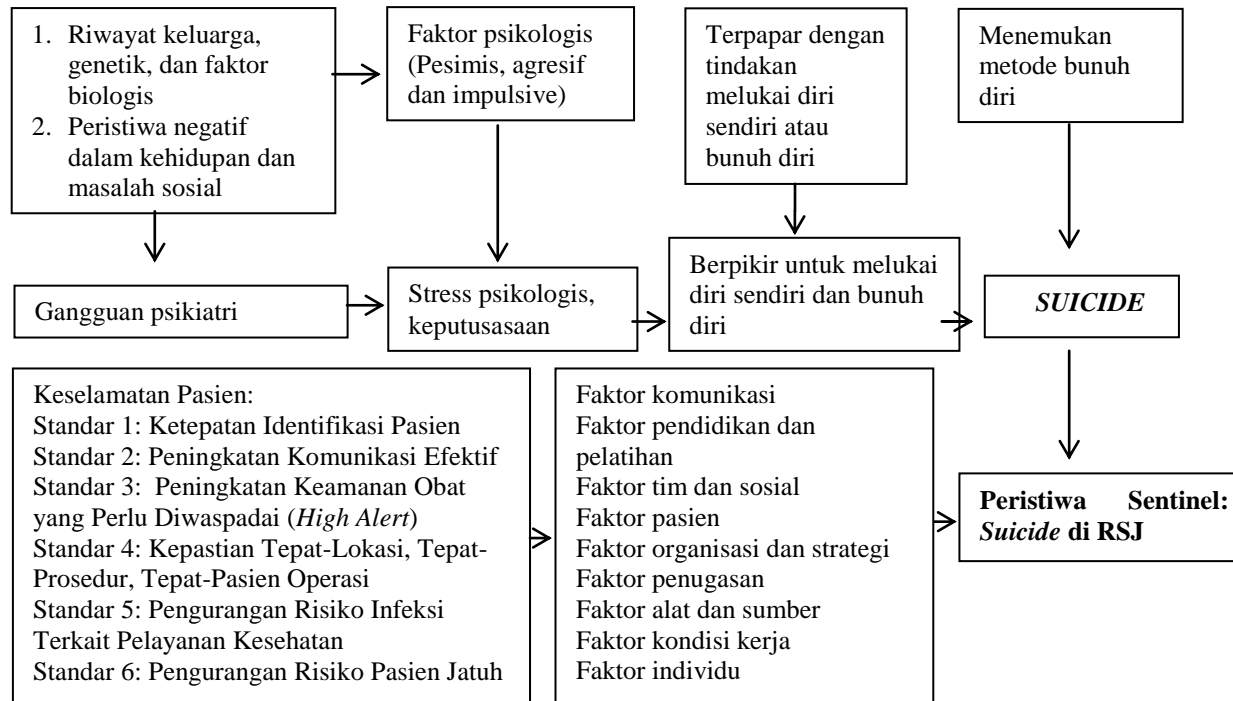 1. Riwayat keluarga,
genetik, dan faktor
biologis
2. Peristiwa negatif
dalam kehidupan dan
masalah sosial
Faktor psikologis
(Pesimis, agresif
dan impulsive)
Terpapar dengan
tindakan
melukai diri
sendiri atau
bunuh diri
Menemukan
metode bunuh
diri
Gangguan psikiatri
Stress psikologis,
keputusasaan
Berpikir untuk melukai
diri sendiri dan bunuh
diri
SUICIDE
Keselamatan Pasien:
Standar 1: Ketepatan Identifikasi Pasien
Standar 2: Peningkatan Komunikasi Efektif
Standar 3: Peningkatan Keamanan Obat
yang Perlu Diwaspadai (High Alert)
Standar 4: Kepastian Tepat-Lokasi, Tepat-
Prosedur, Tepat-Pasien Operasi
Standar 5: Pengurangan Risiko Infeksi
Terkait Pelayanan Kesehatan
Standar 6: Pengurangan Risiko Pasien Jatuh
Faktor komunikasi
Faktor pendidikan dan
pelatihan
Faktor tim dan sosial
Faktor pasien
Faktor organisasi dan strategi
Faktor penugasan
Faktor alat dan sumber
Faktor kondisi kerja
Faktor individu
Peristiwa Sentinel:
Suicide di RSJ